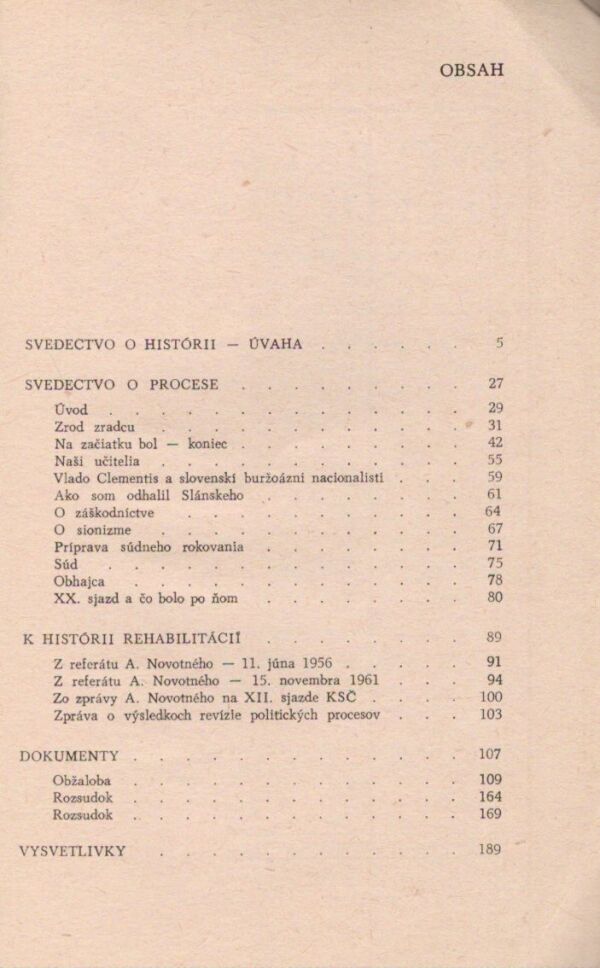 OBSAH
SVEDECTVO O HISTÓRII — ÚVAHA . . . . . . 5
SVEDECTVO O PROCESE . . . . . . . . . 27
Úvod . . . . . . . . . . . . . 29
Zrod zradcu . . . . . . . . . . . 31
Na začiatku bol — koniec . . . . . . . . 42
Naši učitelia . . . . . . . . . . . 55
Vlado Clementis a slovenskí buržoázni nacionalisti . . . 59
Ako som odhalil Slánskeho . . . . . . . . 61
O záškodníctve . . . . . . . . . . 64
O sionizme . . . . . . . . . . . 67
Príprava súdneho rokovania . . . . . . . . 71
Súd . . . . . . . . . . . . . 75
Obhajca . . . . . . . . . . . . 78
XX. sjazd a čo bolo po ňom . . . . . . . 80
K HISTÓRII REHABILITÁCIÍ . . . . . . . 89
Z referátu A. Novotného — 11. júna 1956 . . . . . 91
Z referátu A. Novotného — 15. novembra 1961 . . . 94
Zo zprávy A. Novotného na XII. sjazde KSČ . . . . 100
Zpráva o výsledkoch revízie politických procesov . . . 103
DOKUMENTY . . . . . . . . . . . . 107
Obžaloba . . . . . . . . . . . . 109
Rozsudok . . . . . . . . . . . . 164
Rozsudok . . . . . . . . . . . . 169
VYSVETLIVKY . . . . . . . . . . . 189